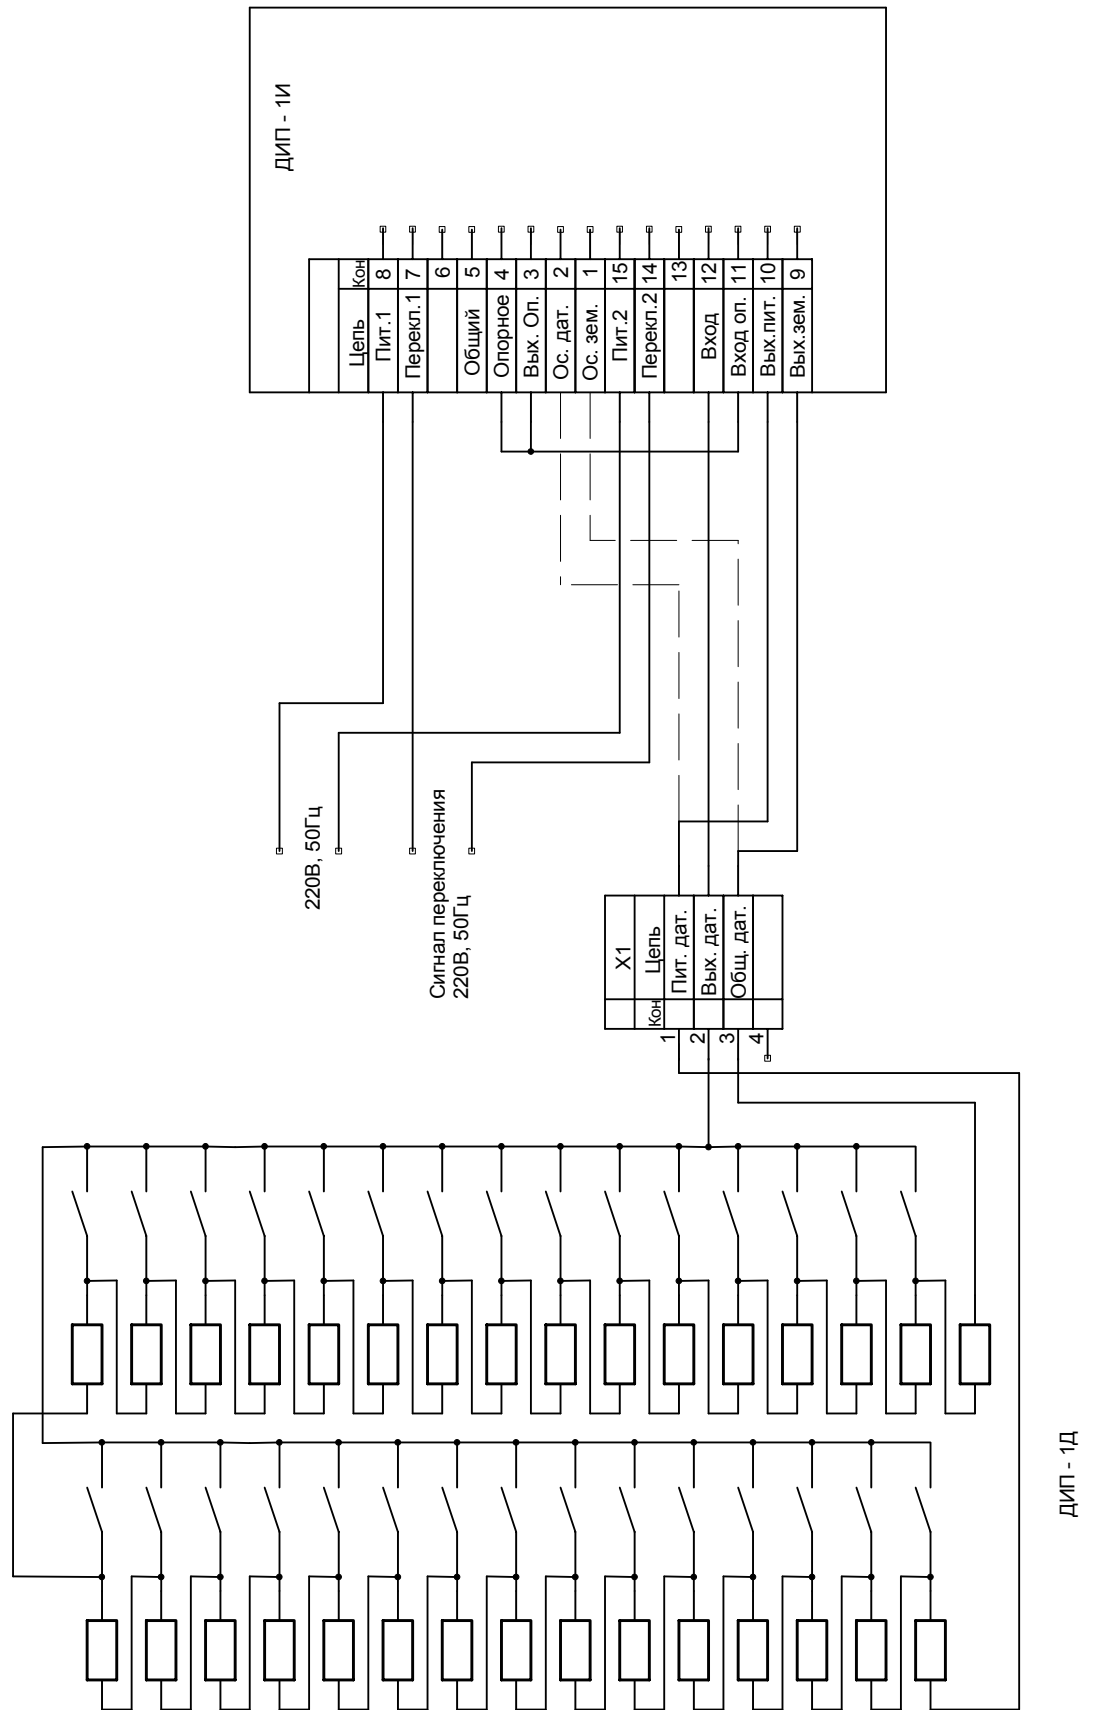 ДИП - 1И
Цепь Кон
Пит.1 8
Перекл.1 7
6
Общий 5
Опорное 4
Вых. Оп. 3
Ос. дат. 2
Ос. зем. 1
Пит.2 15
Перекл.2 14
13
Вход 12
Вход оп. 11
Вых.пит. 10
Вых.зем. 9
220В, 50Гц
Сигнал переключения
220В, 50Гц
X1
Кон Цепь
1 Пит. дат.
2 Вых. дат.
3 Общ. дат.
4
ДИП - 1Д